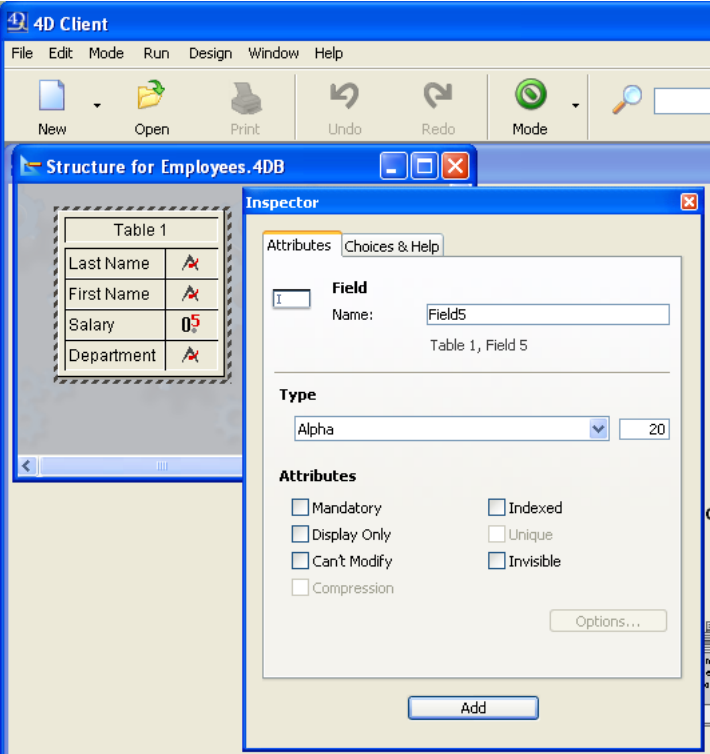 4D Client
File Edit Mode Run Design Window Help
New Open Print Undo Redo Mode
Structure for Employees.4DB
Table 1
Last Name
First Name
Salary 0.5
Department
Inspector
Attributes Choices & Help
Field
Name: Field5
Table 1, Field 5
Type
Alpha 20
Attributes
Mandatory Indexed
Display Only Unique
Can't Modify Invisible
Compression
Options...
Add